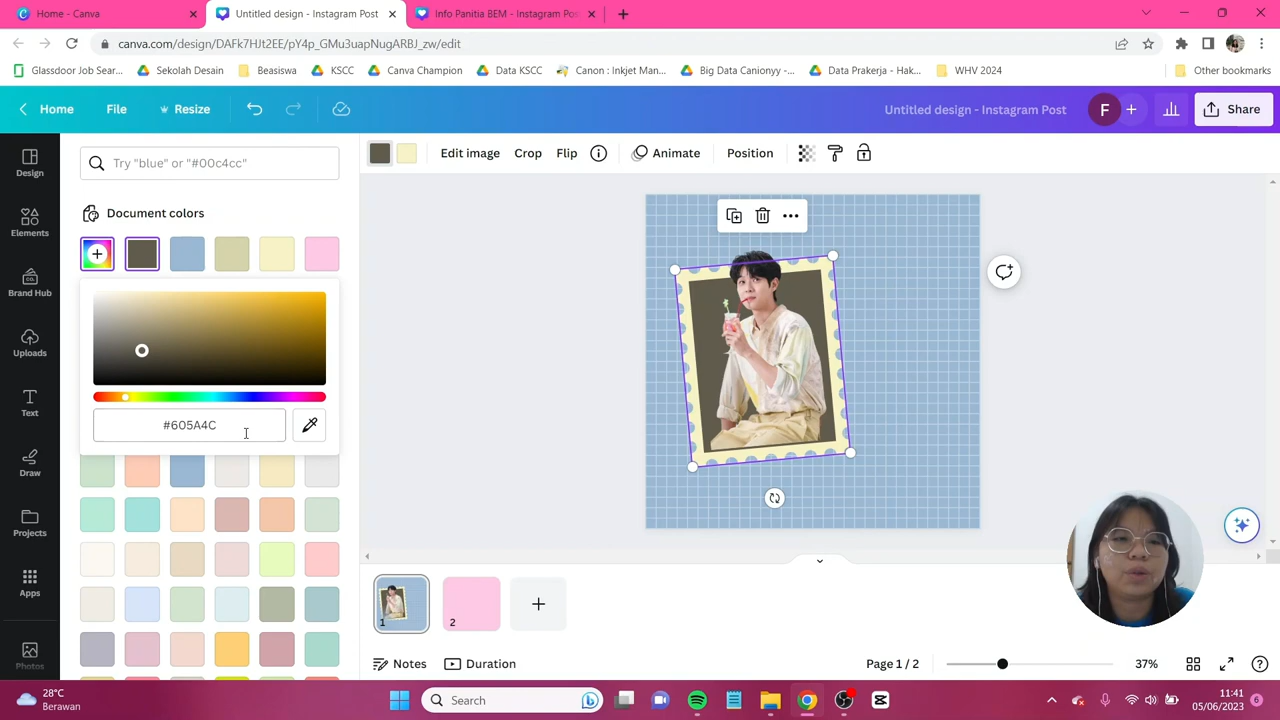 Home - Canva
Untitled design - Instagram Post
Info Panitia BEM - Instagram Pos
canva.com/design/DAFk7HJt2EE/pY4p_GMu3uapNugARBJ_zw/edit
Glassdoor Job Sear...
Sekolah Desain
Beasiswa
KSCC
Canva Champion
Data KSCC
Canon : Inkjet Man...
Big Data Canionyy -...
Data Prakerja - Hak...
WHV 2024
Other bookmarks
Home
File
Resize
Untitled design - Instagram Post
F
Share
Design
Elements
Brand Hub
Uploads
Text
Draw
Projects
Apps
Photos
Try "blue" or "#00c4cc"
Document colors
#605A4C
Edit image
Crop
Flip
Animate
Position
1
2
Notes
Duration
Page 1 / 2
37%
28°C
Berawan
Search
11:41
05/06/2023
6